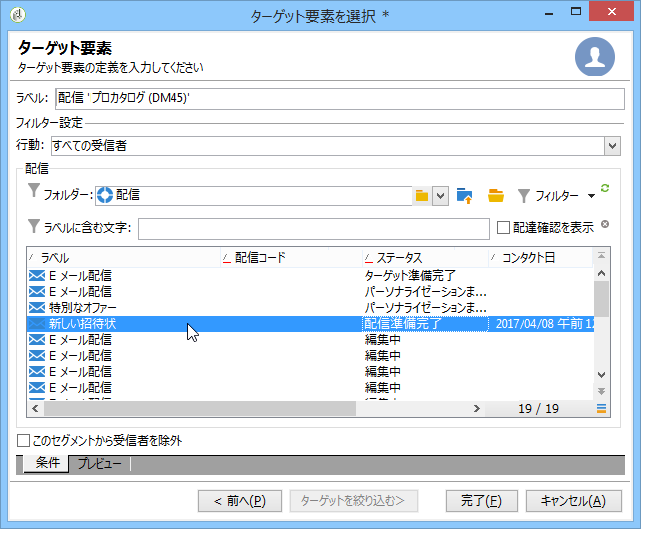 ターゲット要素を選択 *
ターゲット要素
ターゲット要素の定義を入力してください
ラベル: 配信 'プロカタログ (DM45)'
フィルター設定
行動: すべての受信者
配信
フォルダー: 配信 フィルター
ラベルに含む文字: 配達確認を表示
ラベル 配信コード ステータス コンタクト日
E メール配信 ターゲット準備完了
E メール配信 パーソナライゼーションま...
特別なオファー パーソナライゼーションま...
新しい招待状 配信準備完了 2017/04/08 午前 12
E メール配信 編集中
E メール配信 編集中
E メール配信 編集中
E メール配信 編集中
19 / 19
このセグメントから受信者を除外
条件 プレビュー
< 前へ(P) ターゲットを絞り込む> 完了(F) キャンセル(A)